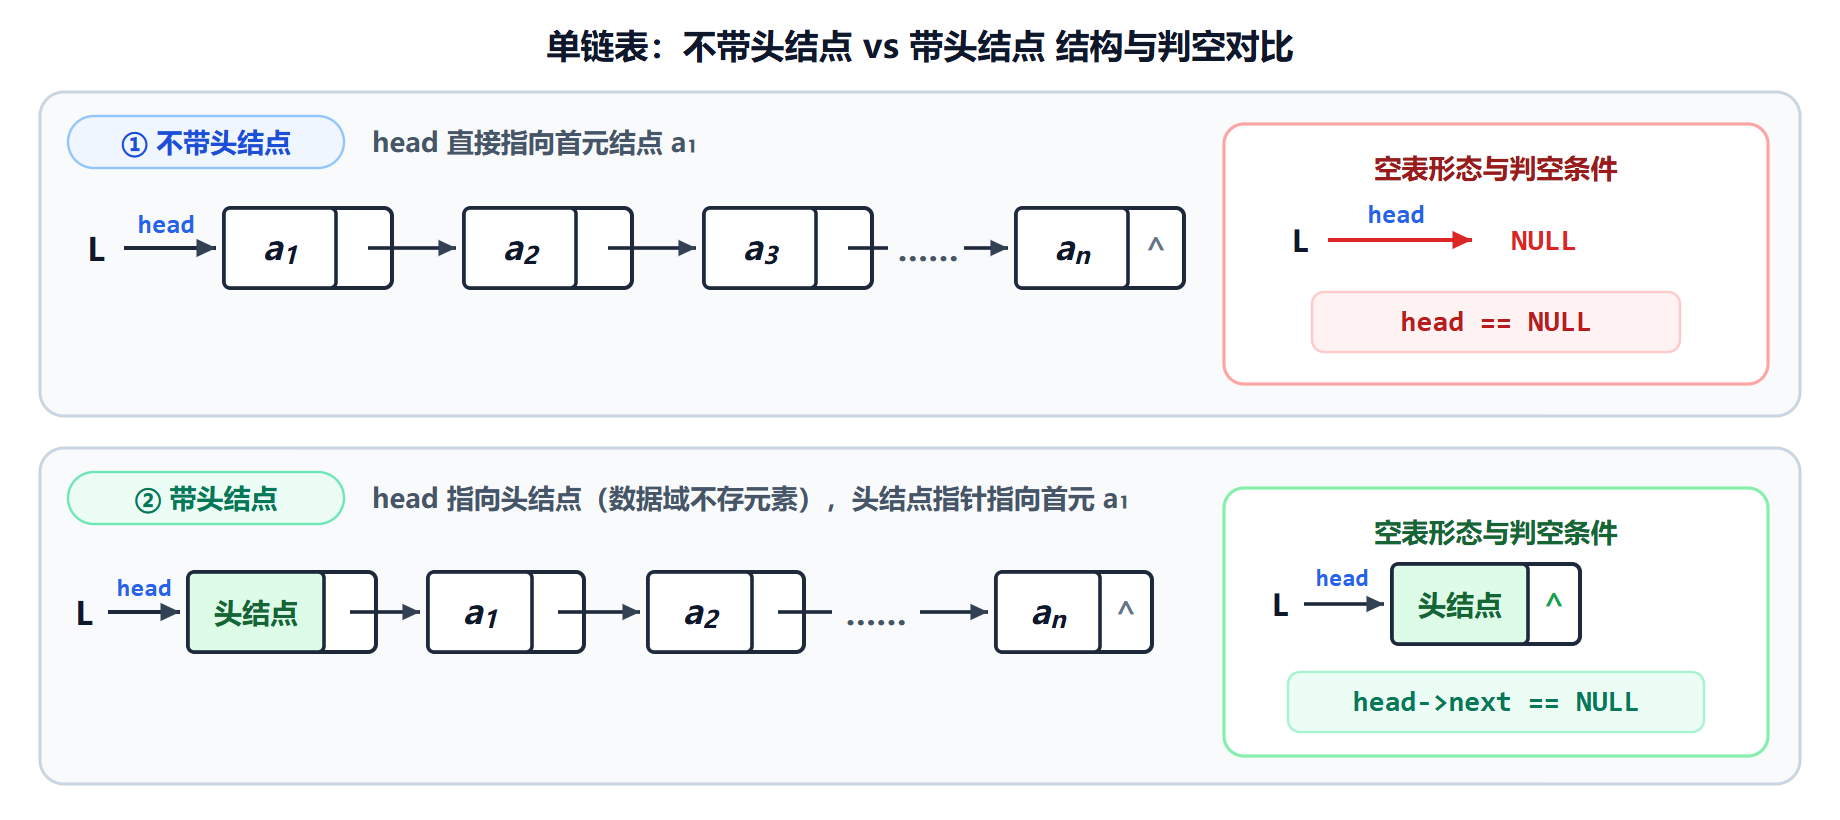 单链表：不带头结点 vs 带头结点 结构与判空对比
① 不带头结点
head 直接指向首元结点 a₁
L
head
a1
a2
a3
......
an
^
空表形态与判空条件
L
head
NULL
head == NULL
② 带头结点
head 指向头结点（数据域不存元素），头结点指针指向首元 a₁
L
head
头结点
a1
a2
......
an
^
空表形态与判空条件
L
head
头结点
^
head->next == NULL